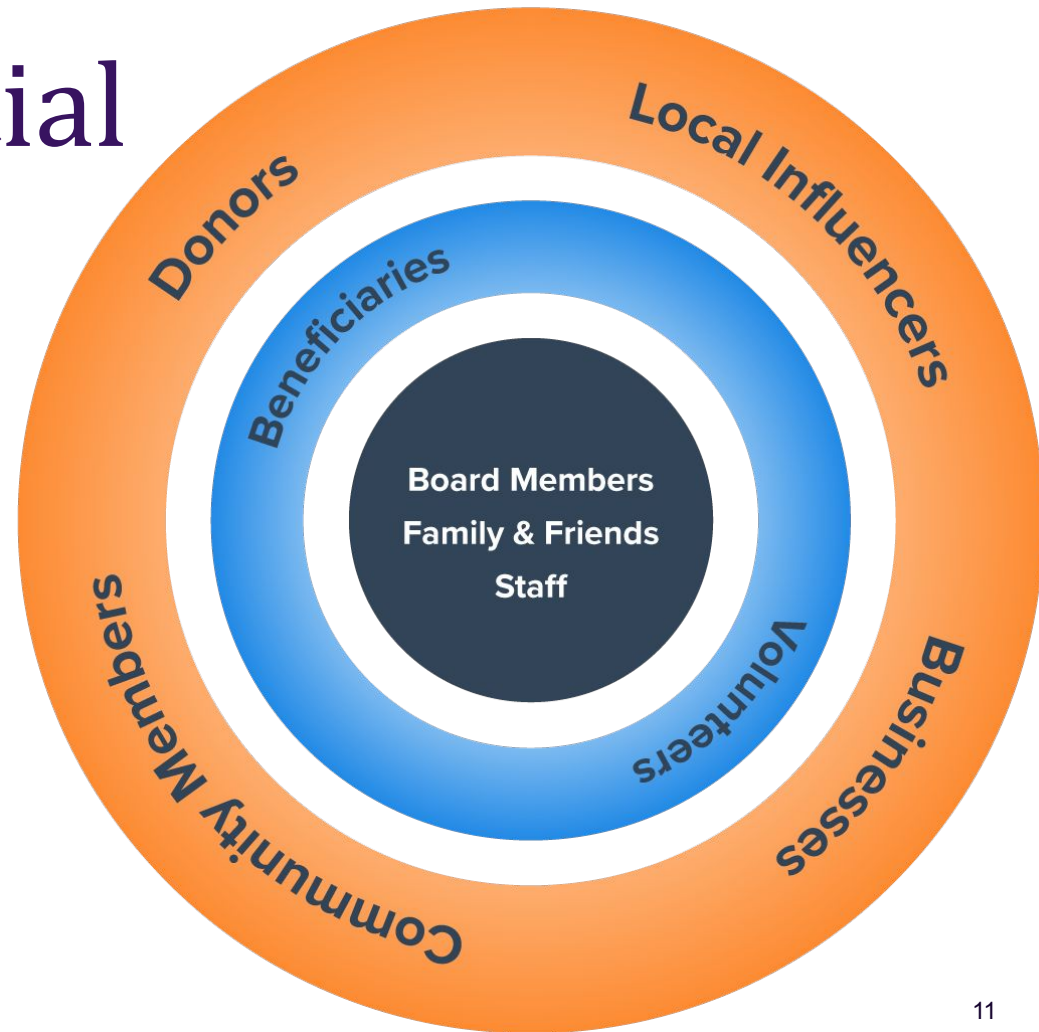 ial
Donors
Local Influencers
Beneficiaries
Board Members
Family & Friends
Staff
Volunteers
Community Members
Businesses
11